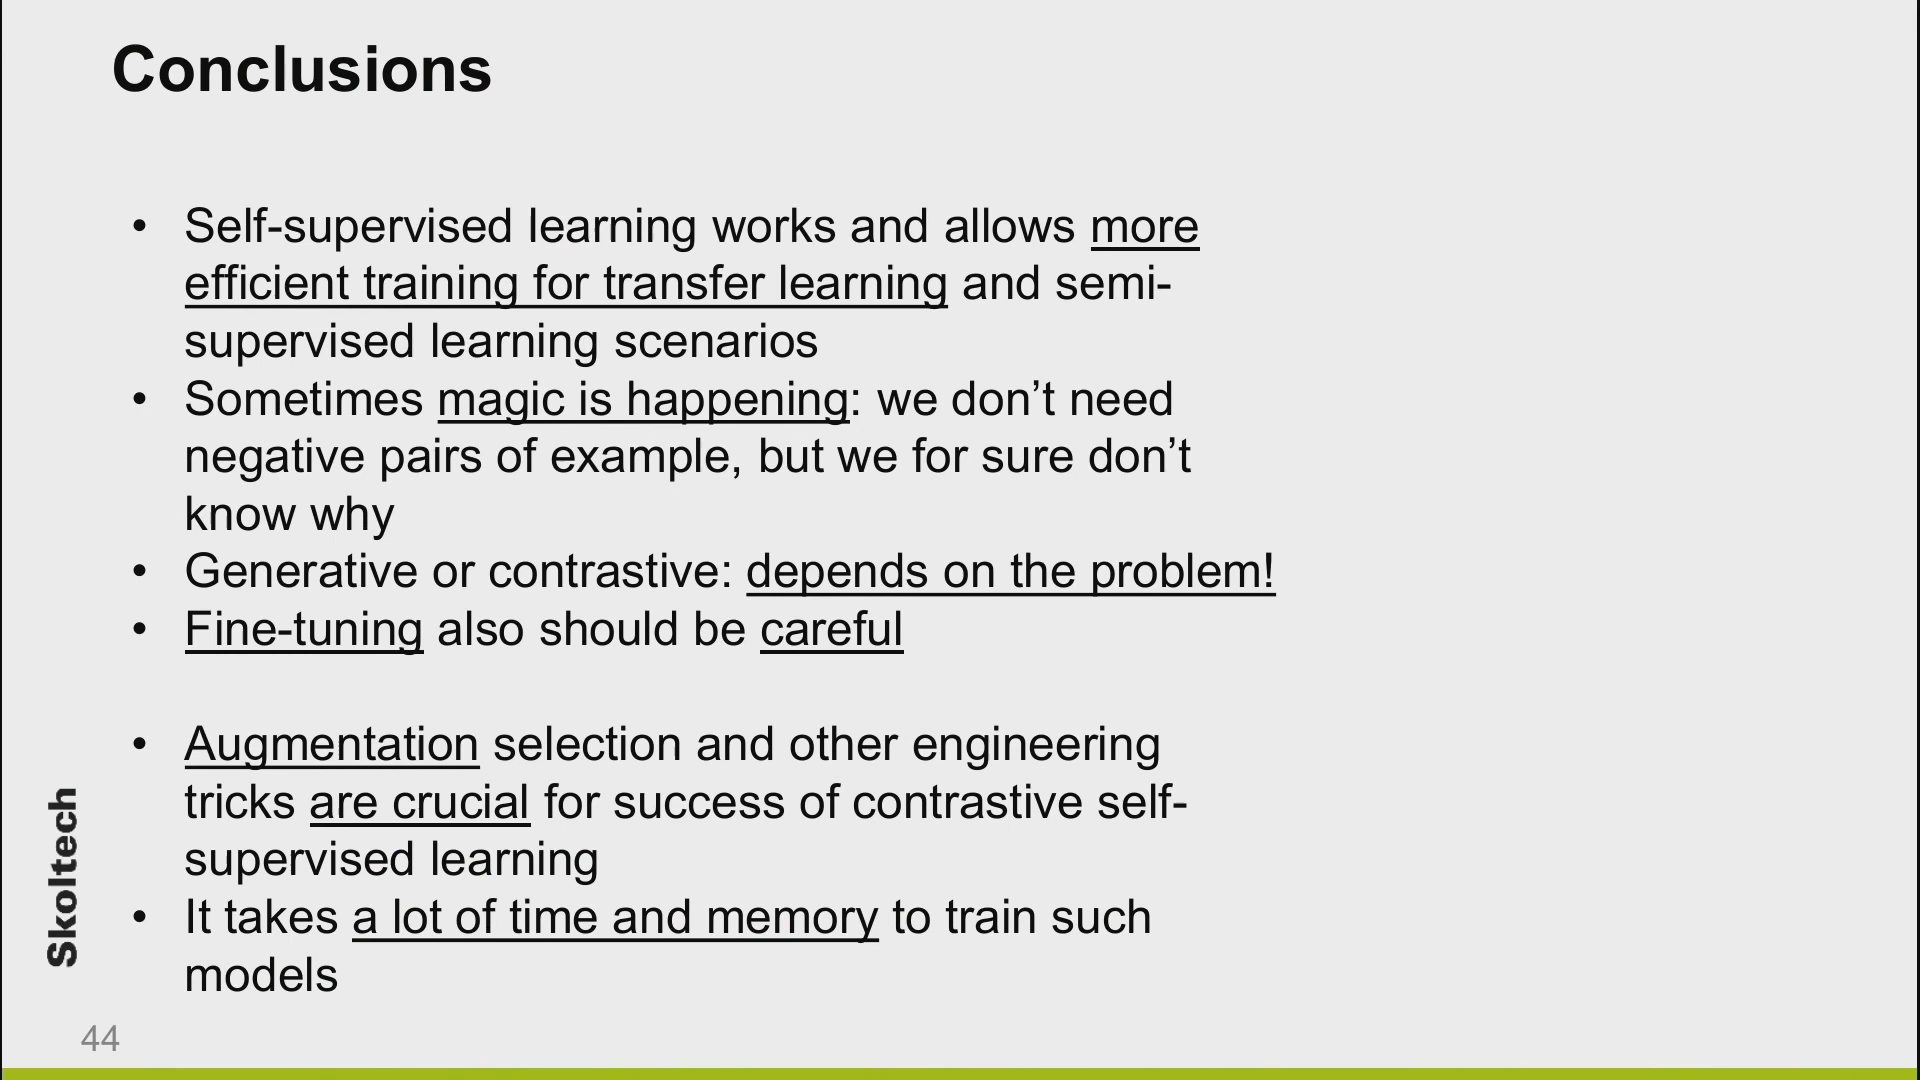 Conclusions
• Self-supervised learning works and allows more
efficient training for transfer learning and semi-
supervised learning scenarios
• Sometimes magic is happening: we don’t need
negative pairs of example, but we for sure don’t
know why
• Generative or contrastive: depends on the problem!
• Fine-tuning also should be careful
• Augmentation selection and other engineering
tricks are crucial for success of contrastive self-
supervised learning
• It takes a lot of time and memory to train such
models
Skoltech
44